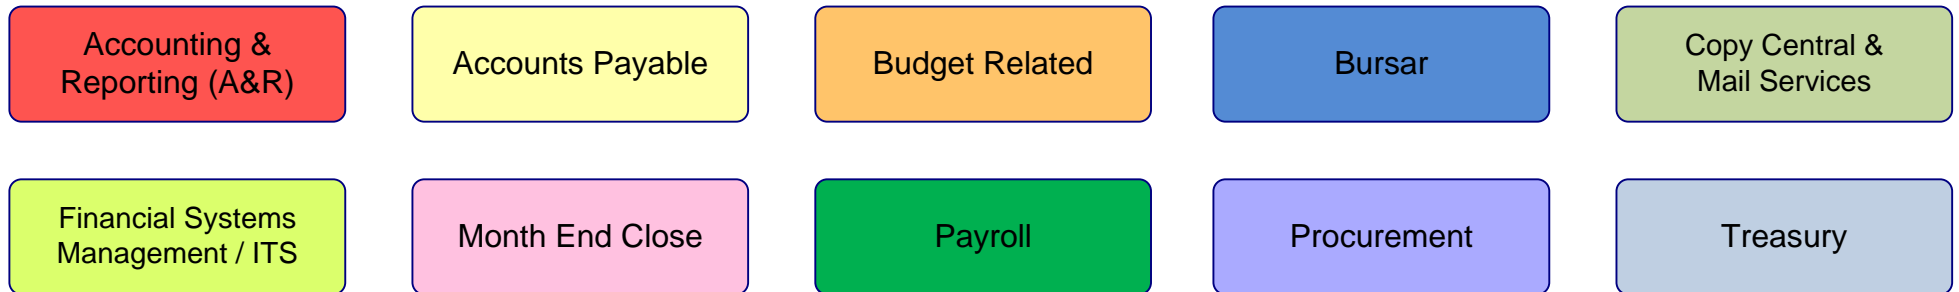 Accounting &
Reporting (A&R)
Accounts Payable
Budget Related
Bursar
Copy Central &
Mail Services
Financial Systems
Management / ITS
Month End Close
Payroll
Procurement
Treasury